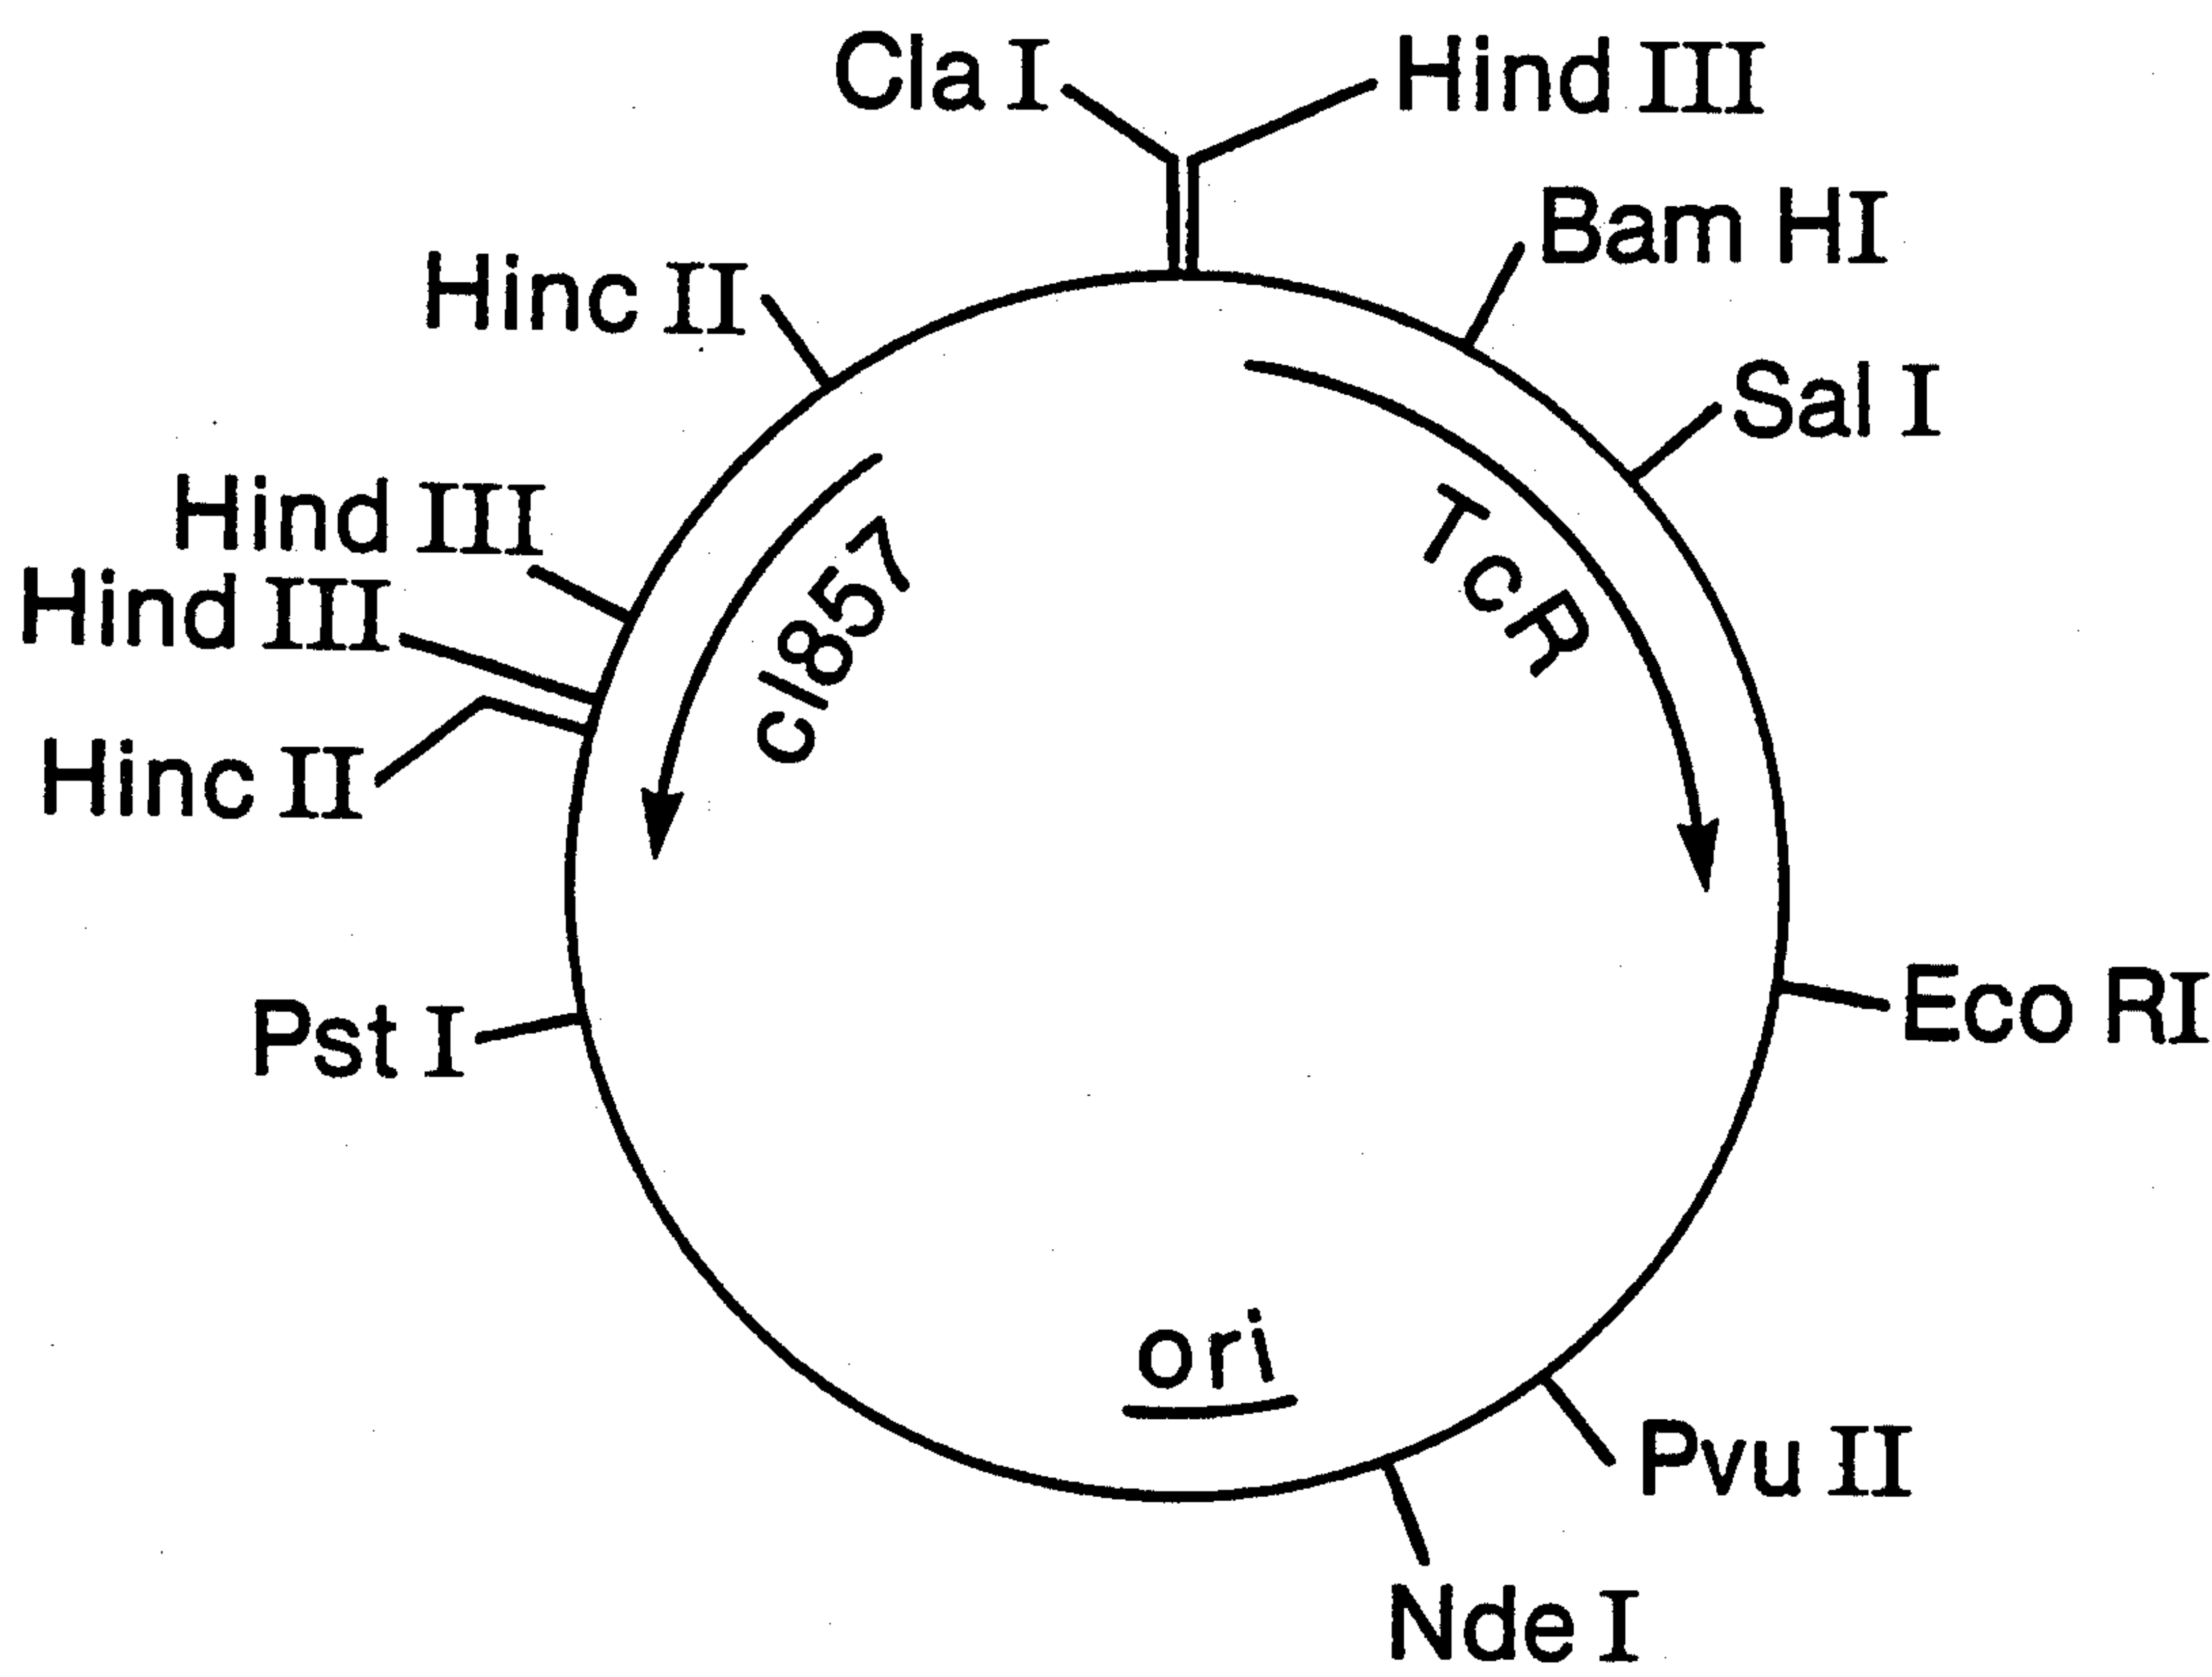 Cla I
Hind III
Bam HI
Hinc II
Sal I
Hind III
Hind III
cI857
TcR
Hinc II
Eco RI
Pst I
ori
Pvu II
Nde I